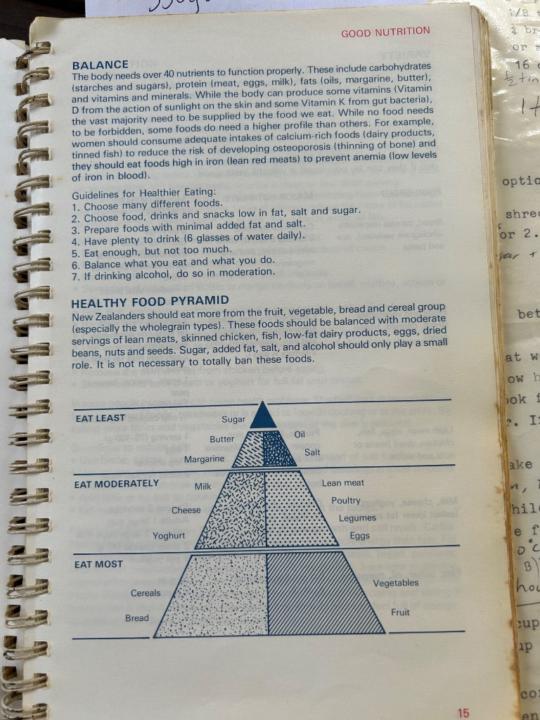 GOOD NUTRITION
BALANCE
The body needs over 40 nutrients to function properly. These include carbohydrates
(starches and sugars), protein (meat, eggs, milk), fats (oils, margarine, butter),
and vitamins and minerals. While the body can produce some vitamins (Vitamin
D from the action of sunlight on the skin and some Vitamin K from gut bacteria),
the vast majority need to be supplied by the food we eat. While no food needs
to be forbidden, some foods do need a higher profile than others. For example,
women should consume adequate intakes of calcium-rich foods (dairy products,
tinned fish) to reduce the risk of developing osteoporosis (thinning of bone) and
they should eat foods high in iron (lean red meats) to prevent anemia (low levels
of iron in blood).
Guidelines for Healthier Eating:
1. Choose many different foods.
2. Choose food, drinks and snacks low in fat, salt and sugar.
3. Prepare foods with minimal added fat and salt.
4. Have plenty to drink (6 glasses of water daily).
5. Eat enough, but not too much.
6. Balance what you eat and what you do.
7. If drinking alcohol, do so in moderation.
HEALTHY FOOD PYRAMID
New Zealanders should eat more from the fruit, vegetable, bread and cereal group
(especially the wholegrain types). These foods should be balanced with moderate
servings of lean meats, skinned chicken, fish, low-fat dairy products, eggs, dried
beans, nuts and seeds. Sugar, added fat, salt, and alcohol should only play a small
role. It is not necessary to totally ban these foods.
EAT LEAST
Sugar
Butter
Oil
Margarine
Salt
EAT MODERATELY
Milk
Lean meat
Cheese
Poultry
Legumes
Yoghurt
Eggs
EAT MOST
Cereals
Vegetables
Bread
Fruit
15